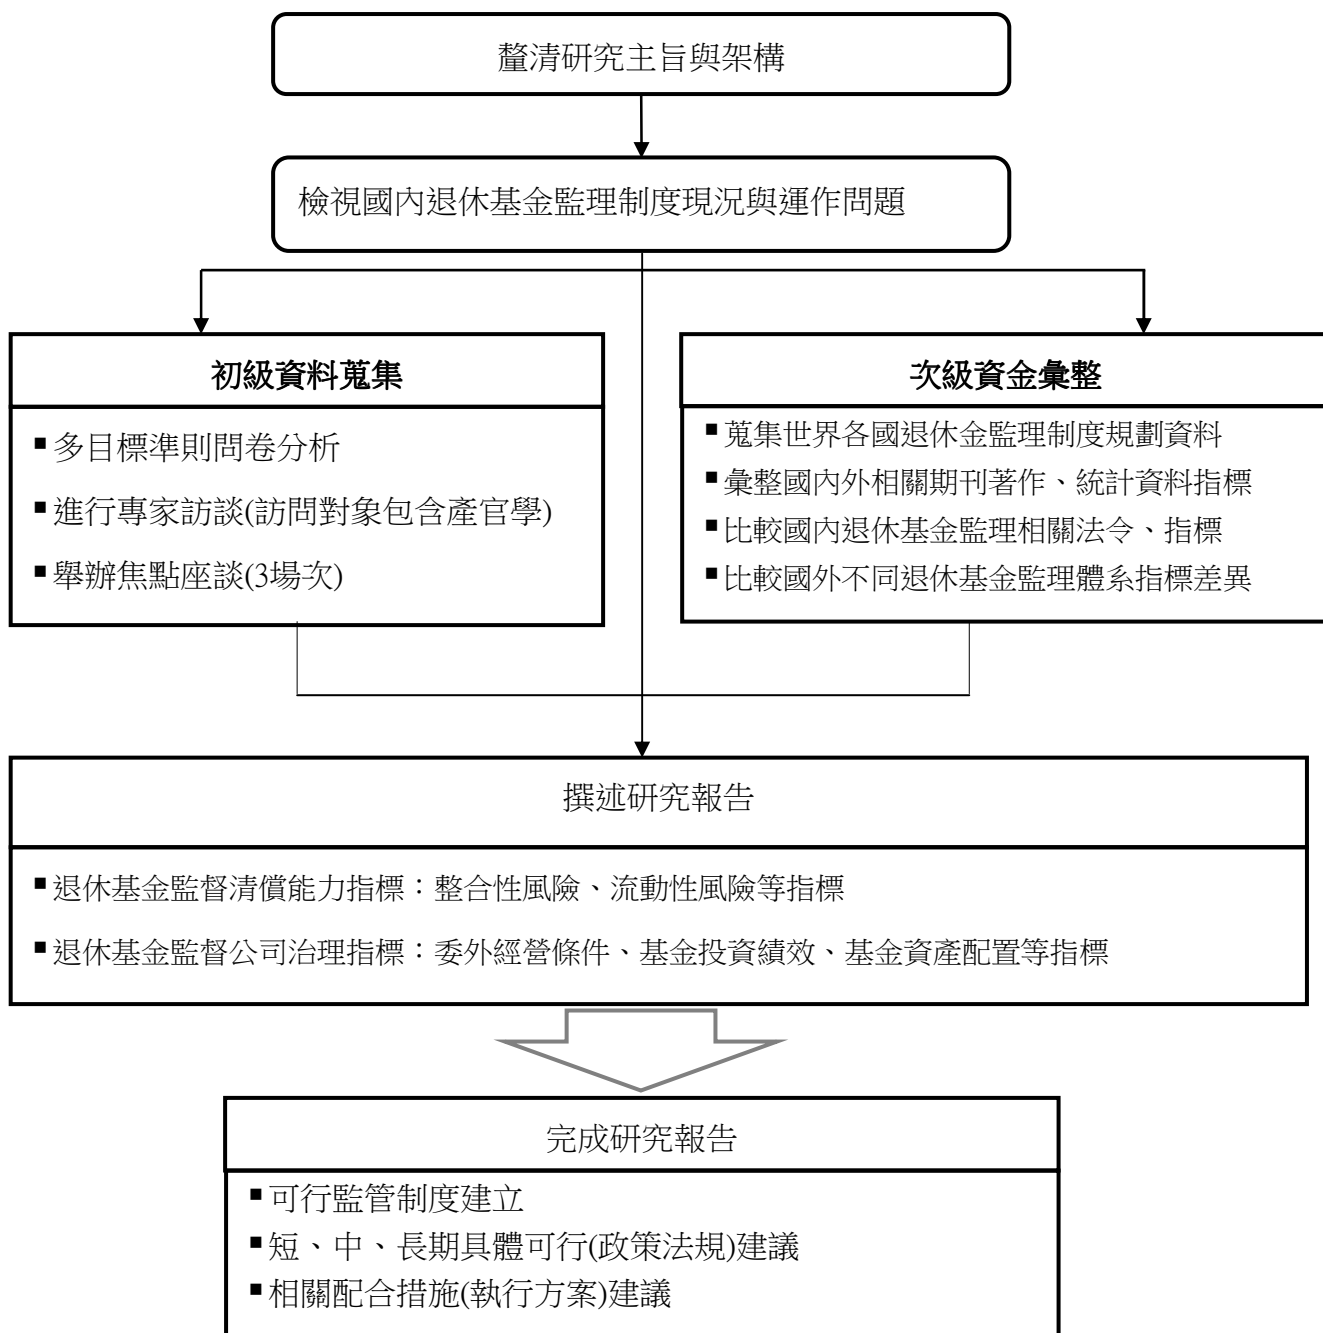 釐清研究主旨與架構
檢視國內退休基金監理制度現況與運作問題
初級資料蒐集
▪多目標準則問卷分析
▪進行專家訪談(訪問對象包含產官學)
▪舉辦焦點座談(3場次)
次級資金彙整
▪蒐集世界各國退休金監理制度規劃資料
▪彙整國內外相關期刊著作、統計資料指標
▪比較國內退休基金監理相關法令、指標
▪比較國外不同退休基金監理體系指標差異
撰述研究報告
▪退休基金監督清償能力指標：整合性風險、流動性風險等指標
▪退休基金監督公司治理指標：委外經營條件、基金投資績效、基金資產配置等指標
完成研究報告
▪可行監管制度建立
▪短、中、長期具體可行(政策法規)建議
▪相關配合措施(執行方案)建議